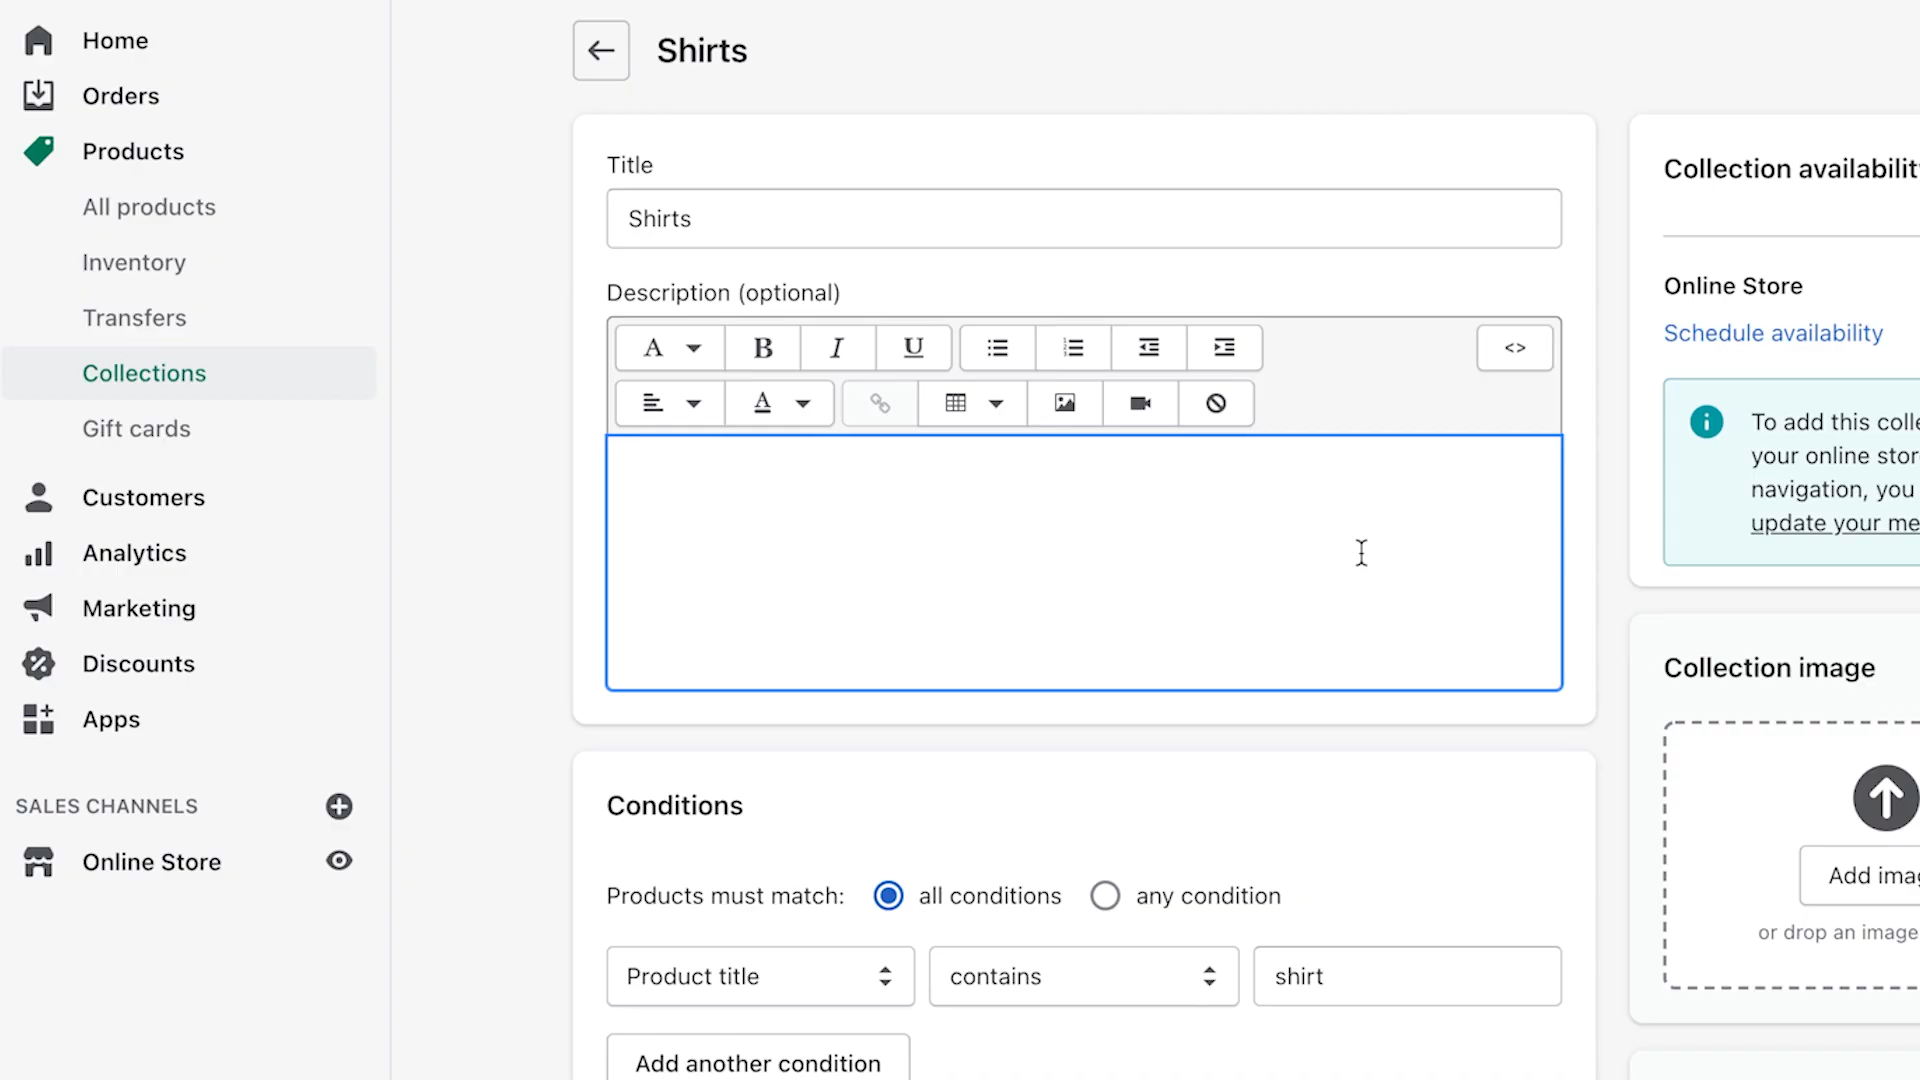 Home
Orders
Products
All products
Inventory
Transfers
Collections
Gift cards
Customers
Analytics
Marketing
Discounts
Apps
SALES CHANNELS
Online Store
Shirts
Title
Shirts
Description (optional)
A B I U <>
A
Conditions
Products must match: all conditions any condition
Product title contains shirt
Add another condition
Collection availabilit
Online Store
Schedule availability
To add this colle
your online stor
navigation, you
update your me
Collection image
Add imag
or drop an image